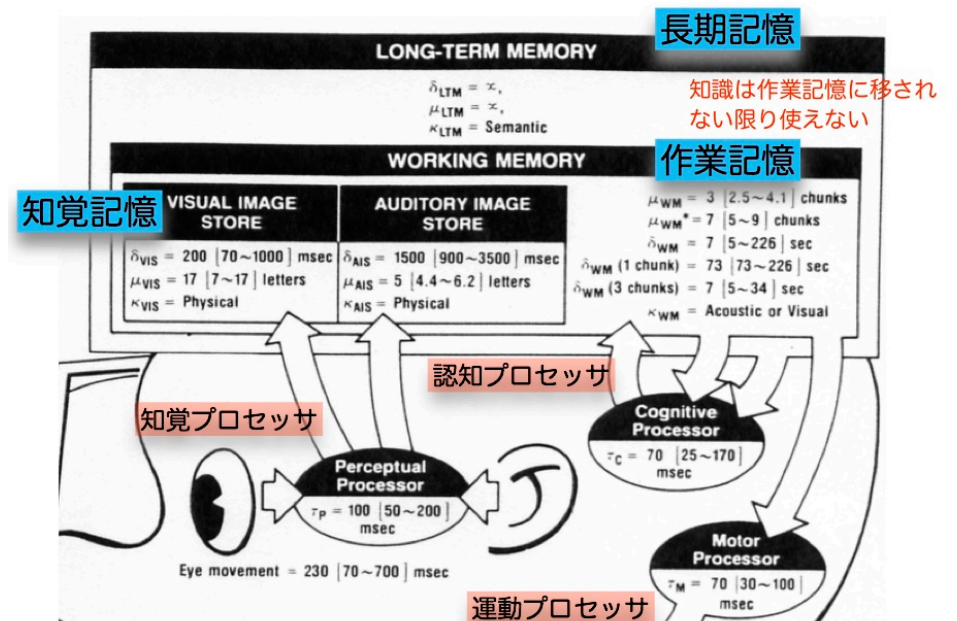 長期記憶
LONG-TERM MEMORY
δLTM = ∝,
μLTM = ∝,
κLTM = Semantic
知識は作業記憶に移され
ない限り使えない
WORKING MEMORY
作業記憶
知覚記憶
VISUAL IMAGE
STORE
δVIS = 200 [70~1000] msec
μVIS = 17 [7~17] letters
κVIS = Physical
AUDITORY IMAGE
STORE
δAIS = 1500 [900~3500] msec
μAIS = 5 [4.4~6.2] letters
κAIS = Physical
μWM = 3 [2.5~4.1] chunks
μWM* = 7 [5~9] chunks
δWM = 7 [5~226] sec
δWM (1 chunk) = 73 [73~226] sec
δWM (3 chunks) = 7 [5~34] sec
κWM = Acoustic or Visual
認知プロセッサ
知覚プロセッサ
Cognitive
Processor
τC = 70 [25~170]
msec
Perceptual
Processor
τP = 100 [50~200]
msec
Eye movement = 230 [70~700] msec
Motor
Processor
τM = 70 [30~100]
msec
運動プロセッサ